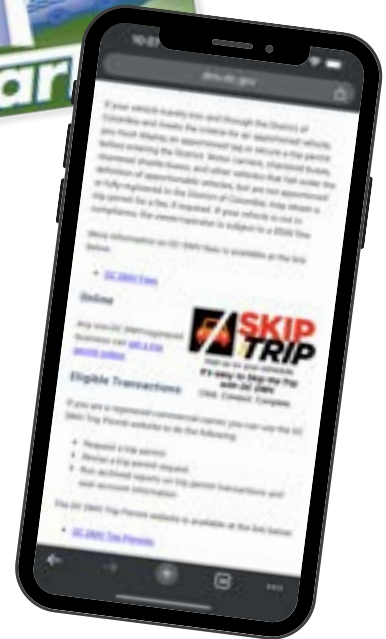 ar
10:27
dmv.dc.gov
If your vehicle travels into and through the District of
Columbia and meets the criteria for an apportioned vehicle,
you must display an apportioned tag or secure a trip permit
before entering the District. Motor carriers, chartered buses,
and other vehicles that fall under the
definition of apportionable vehicles, but are not apportioned
or fully registered in the District of Columbia, may obtain a
trip permit for a fee, if required. If your vehicle is not in
compliance, the owner/operator is subject to a $500 fine.
More information on DC DMV fees is available at the link
below.
• DC DMV Fees
Online
Any non-DC DMV-registered
business can get a trip
permit online.
SKIP
TRIP
It's easy to Skip the Trip
with DC DMV
Click. Connect. Complete.
Eligible Transactions
If you are a registered commercial carrier you can use the DC
DMV Trip Permit website to do the following:
• Request a trip permit
• Revise a trip permit request
• Run archived reports on trip permit transactions and
user account information
The DC DMV Trip Permits website is available at the link below:
• DC DMV Trip Permits